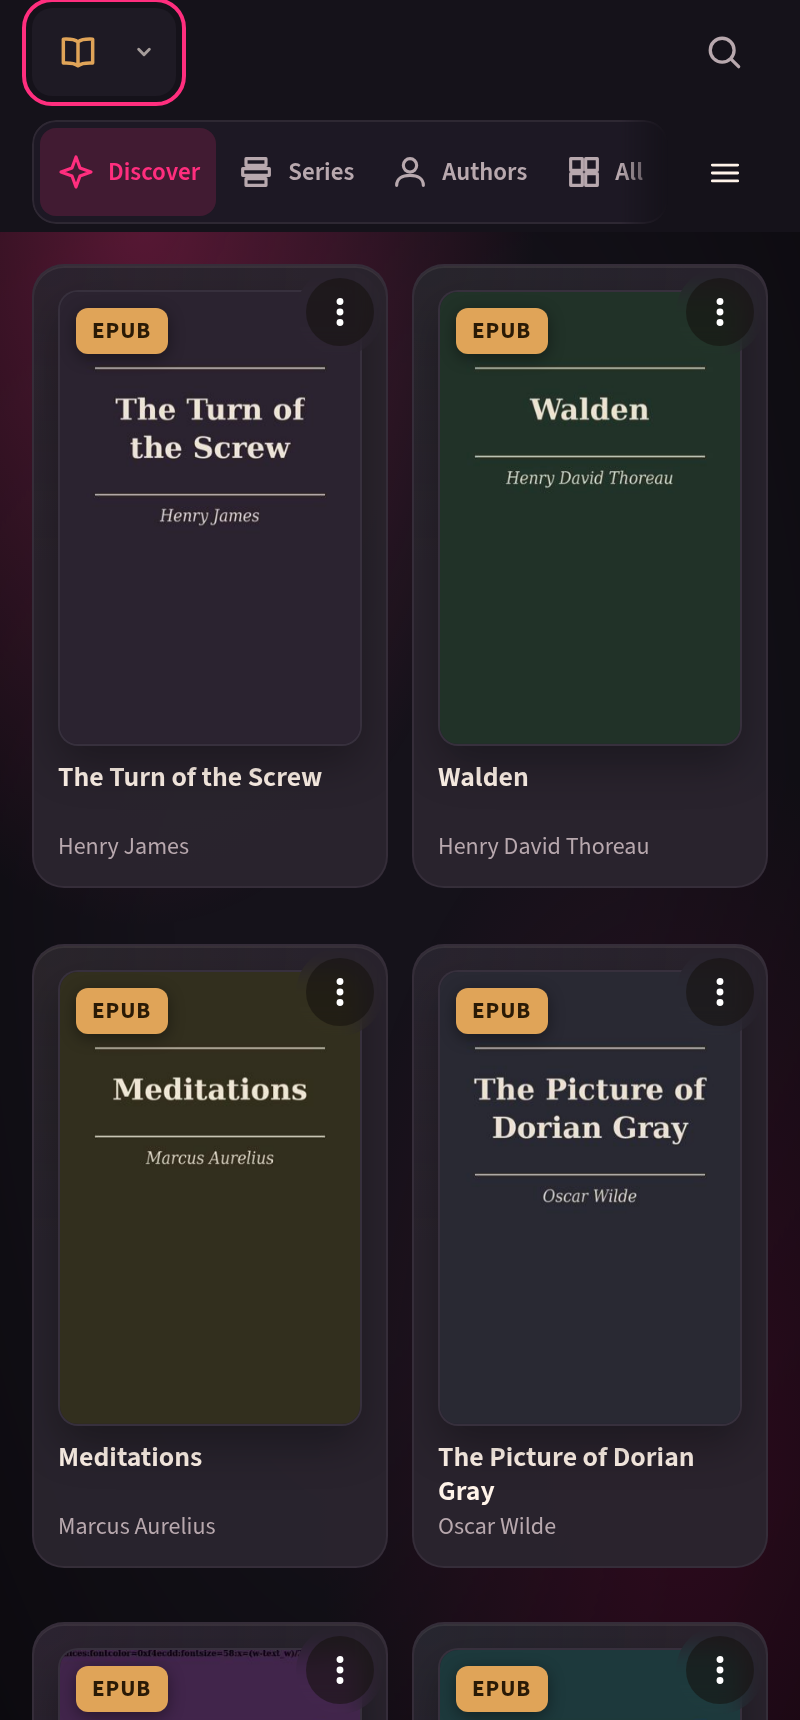 Discover
Series
Authors
All
EPUB
The Turn of
the Screw
Henry James
The Turn of the Screw
Henry James
EPUB
Walden
Henry David Thoreau
Walden
Henry David Thoreau
EPUB
Meditations
Marcus Aurelius
Meditations
Marcus Aurelius
EPUB
The Picture of
Dorian Gray
Oscar Wilde
The Picture of Dorian
Gray
Oscar Wilde
EPUB
EPUB